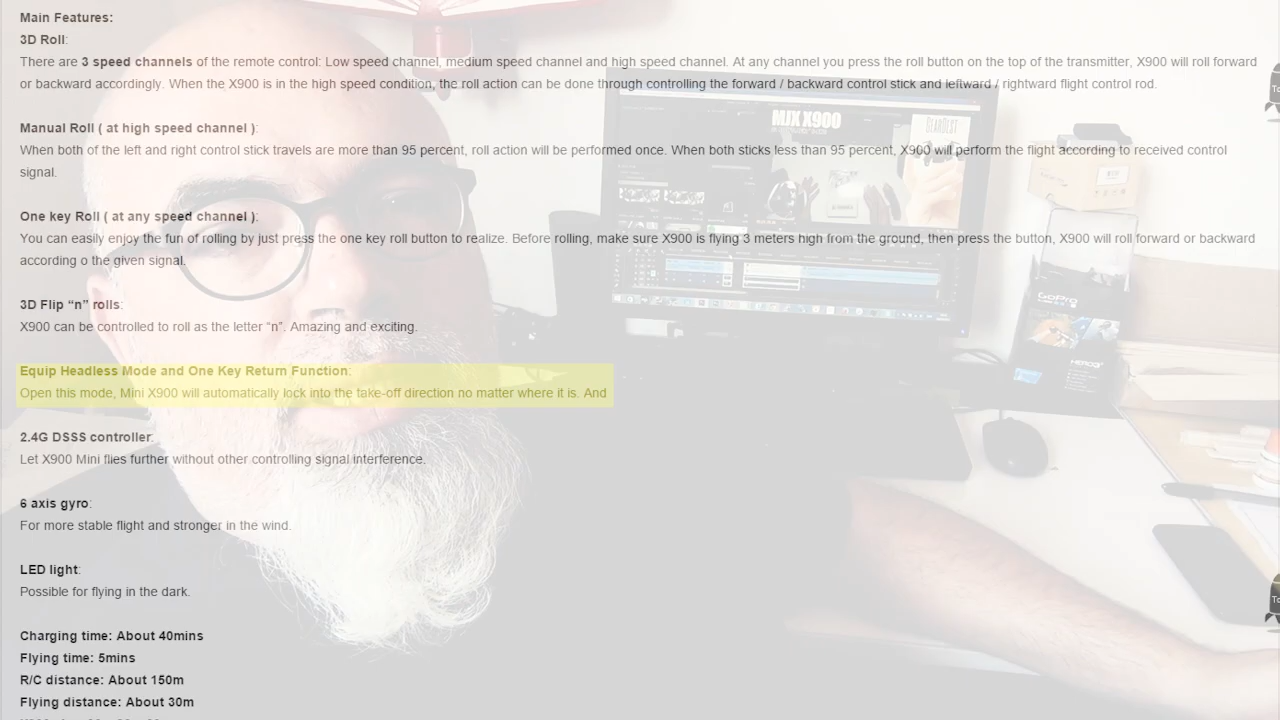 Main Features:
3D Roll:
There are 3 speed channels of the remote control: Low speed channel, medium speed channel and high speed channel. At any channel you press the roll button on the top of the transmitter, X900 will roll forward
or backward accordingly. When the X900 is in the high speed condition, the roll action can be done through controlling the forward / backward control stick and leftward / rightward flight control rod.
MJX X900
GEARBEST
Manual Roll ( at high speed channel ):
When both of the left and right control stick travels are more than 95 percent, roll action will be performed once. When both sticks less than 95 percent, X900 will perform the flight according to received control
signal.
One key Roll ( at any speed channel ):
You can easily enjoy the fun of rolling by just press the one key roll button to realize. Before rolling, make sure X900 is flying 3 meters high from the ground, then press the button, X900 will roll forward or backward
according o the given signal.
GoPro
3D Flip “n” rolls:
X900 can be controlled to roll as the letter “n”. Amazing and exciting.
HERO3
Equip Headless Mode and One Key Return Function:
Open this mode, Mini X900 will automatically lock into the take-off direction no matter where it is. And
2.4G DSSS controller:
Let X900 Mini flies further without other controlling signal interference.
6 axis gyro:
For more stable flight and stronger in the wind.
LED light:
Possible for flying in the dark.
Charging time: About 40mins
Flying time: 5mins
R/C distance: About 150m
Flying distance: About 30m